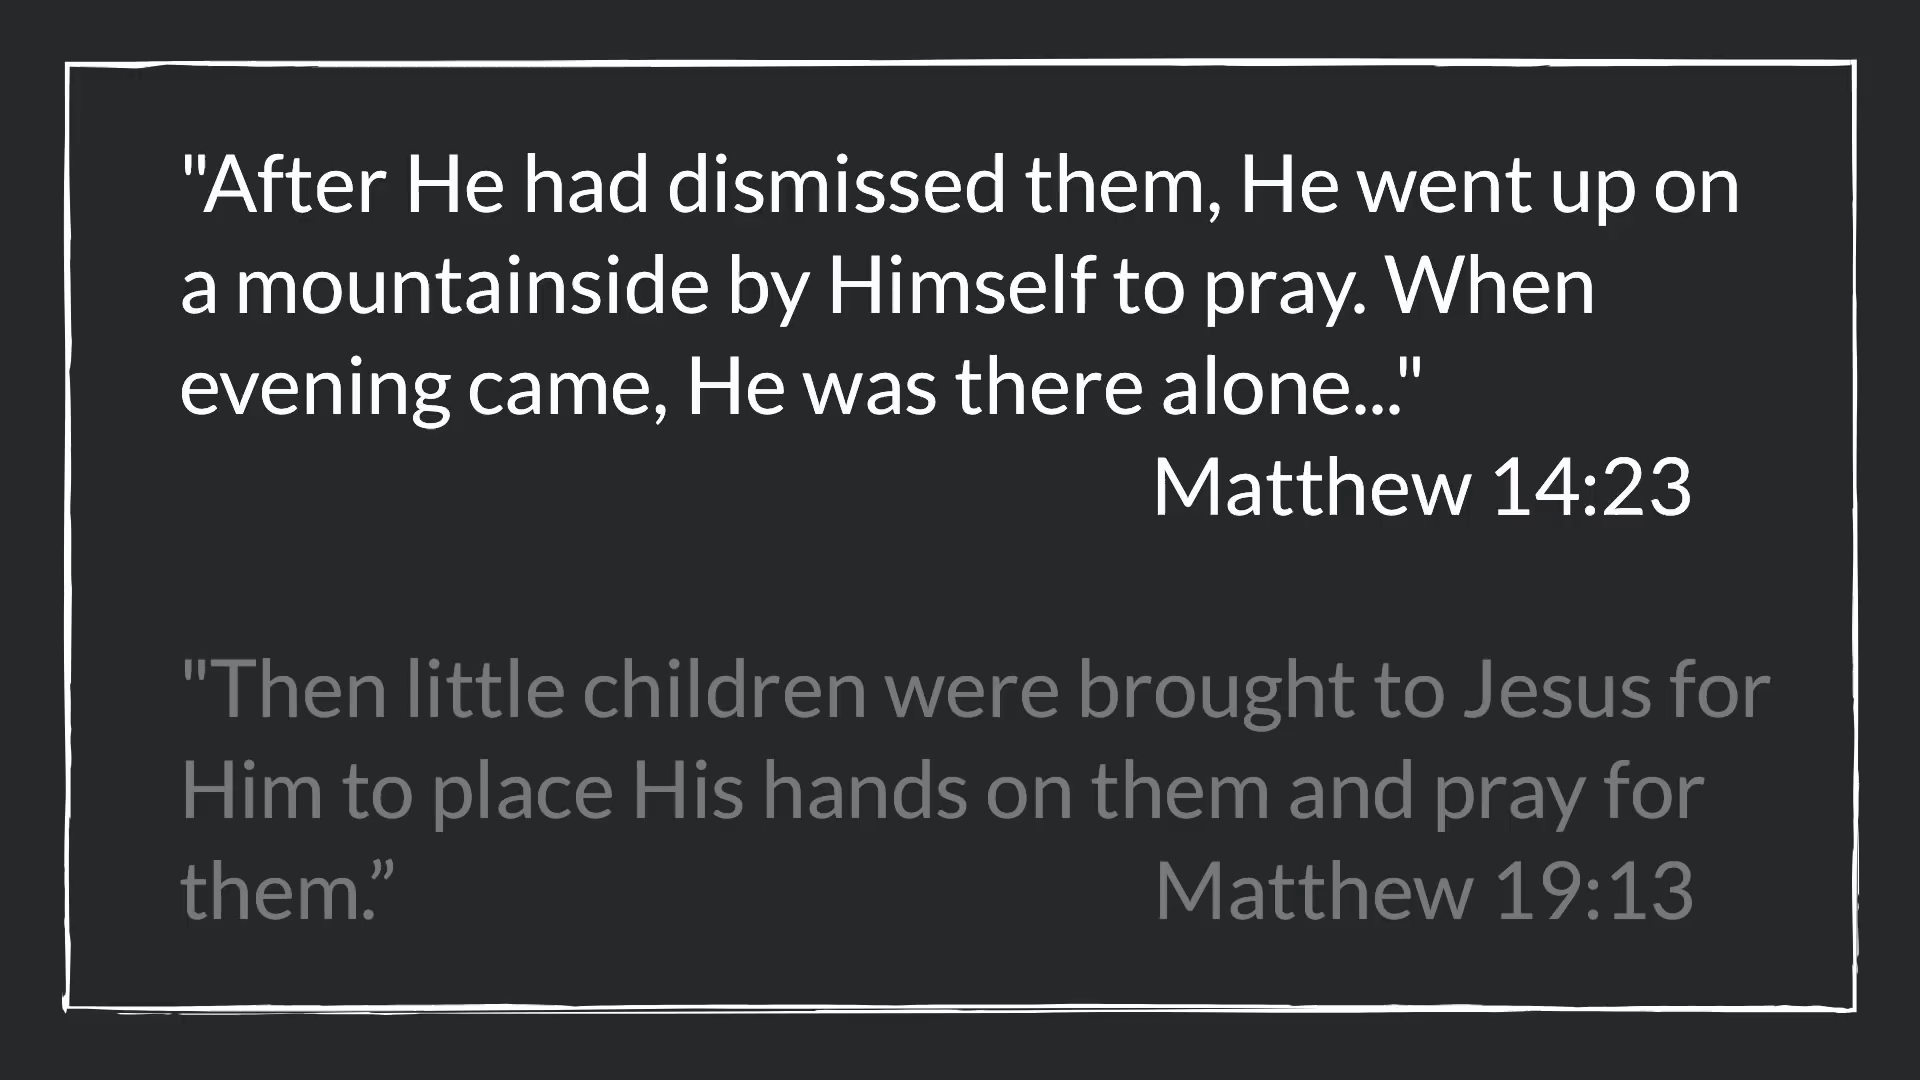 "After He had dismissed them, He went up on
a mountainside by Himself to pray. When
evening came, He was there alone..."
Matthew 14:23
"Then little children were brought to Jesus for
Him to place His hands on them and pray for
them.” Matthew 19:13